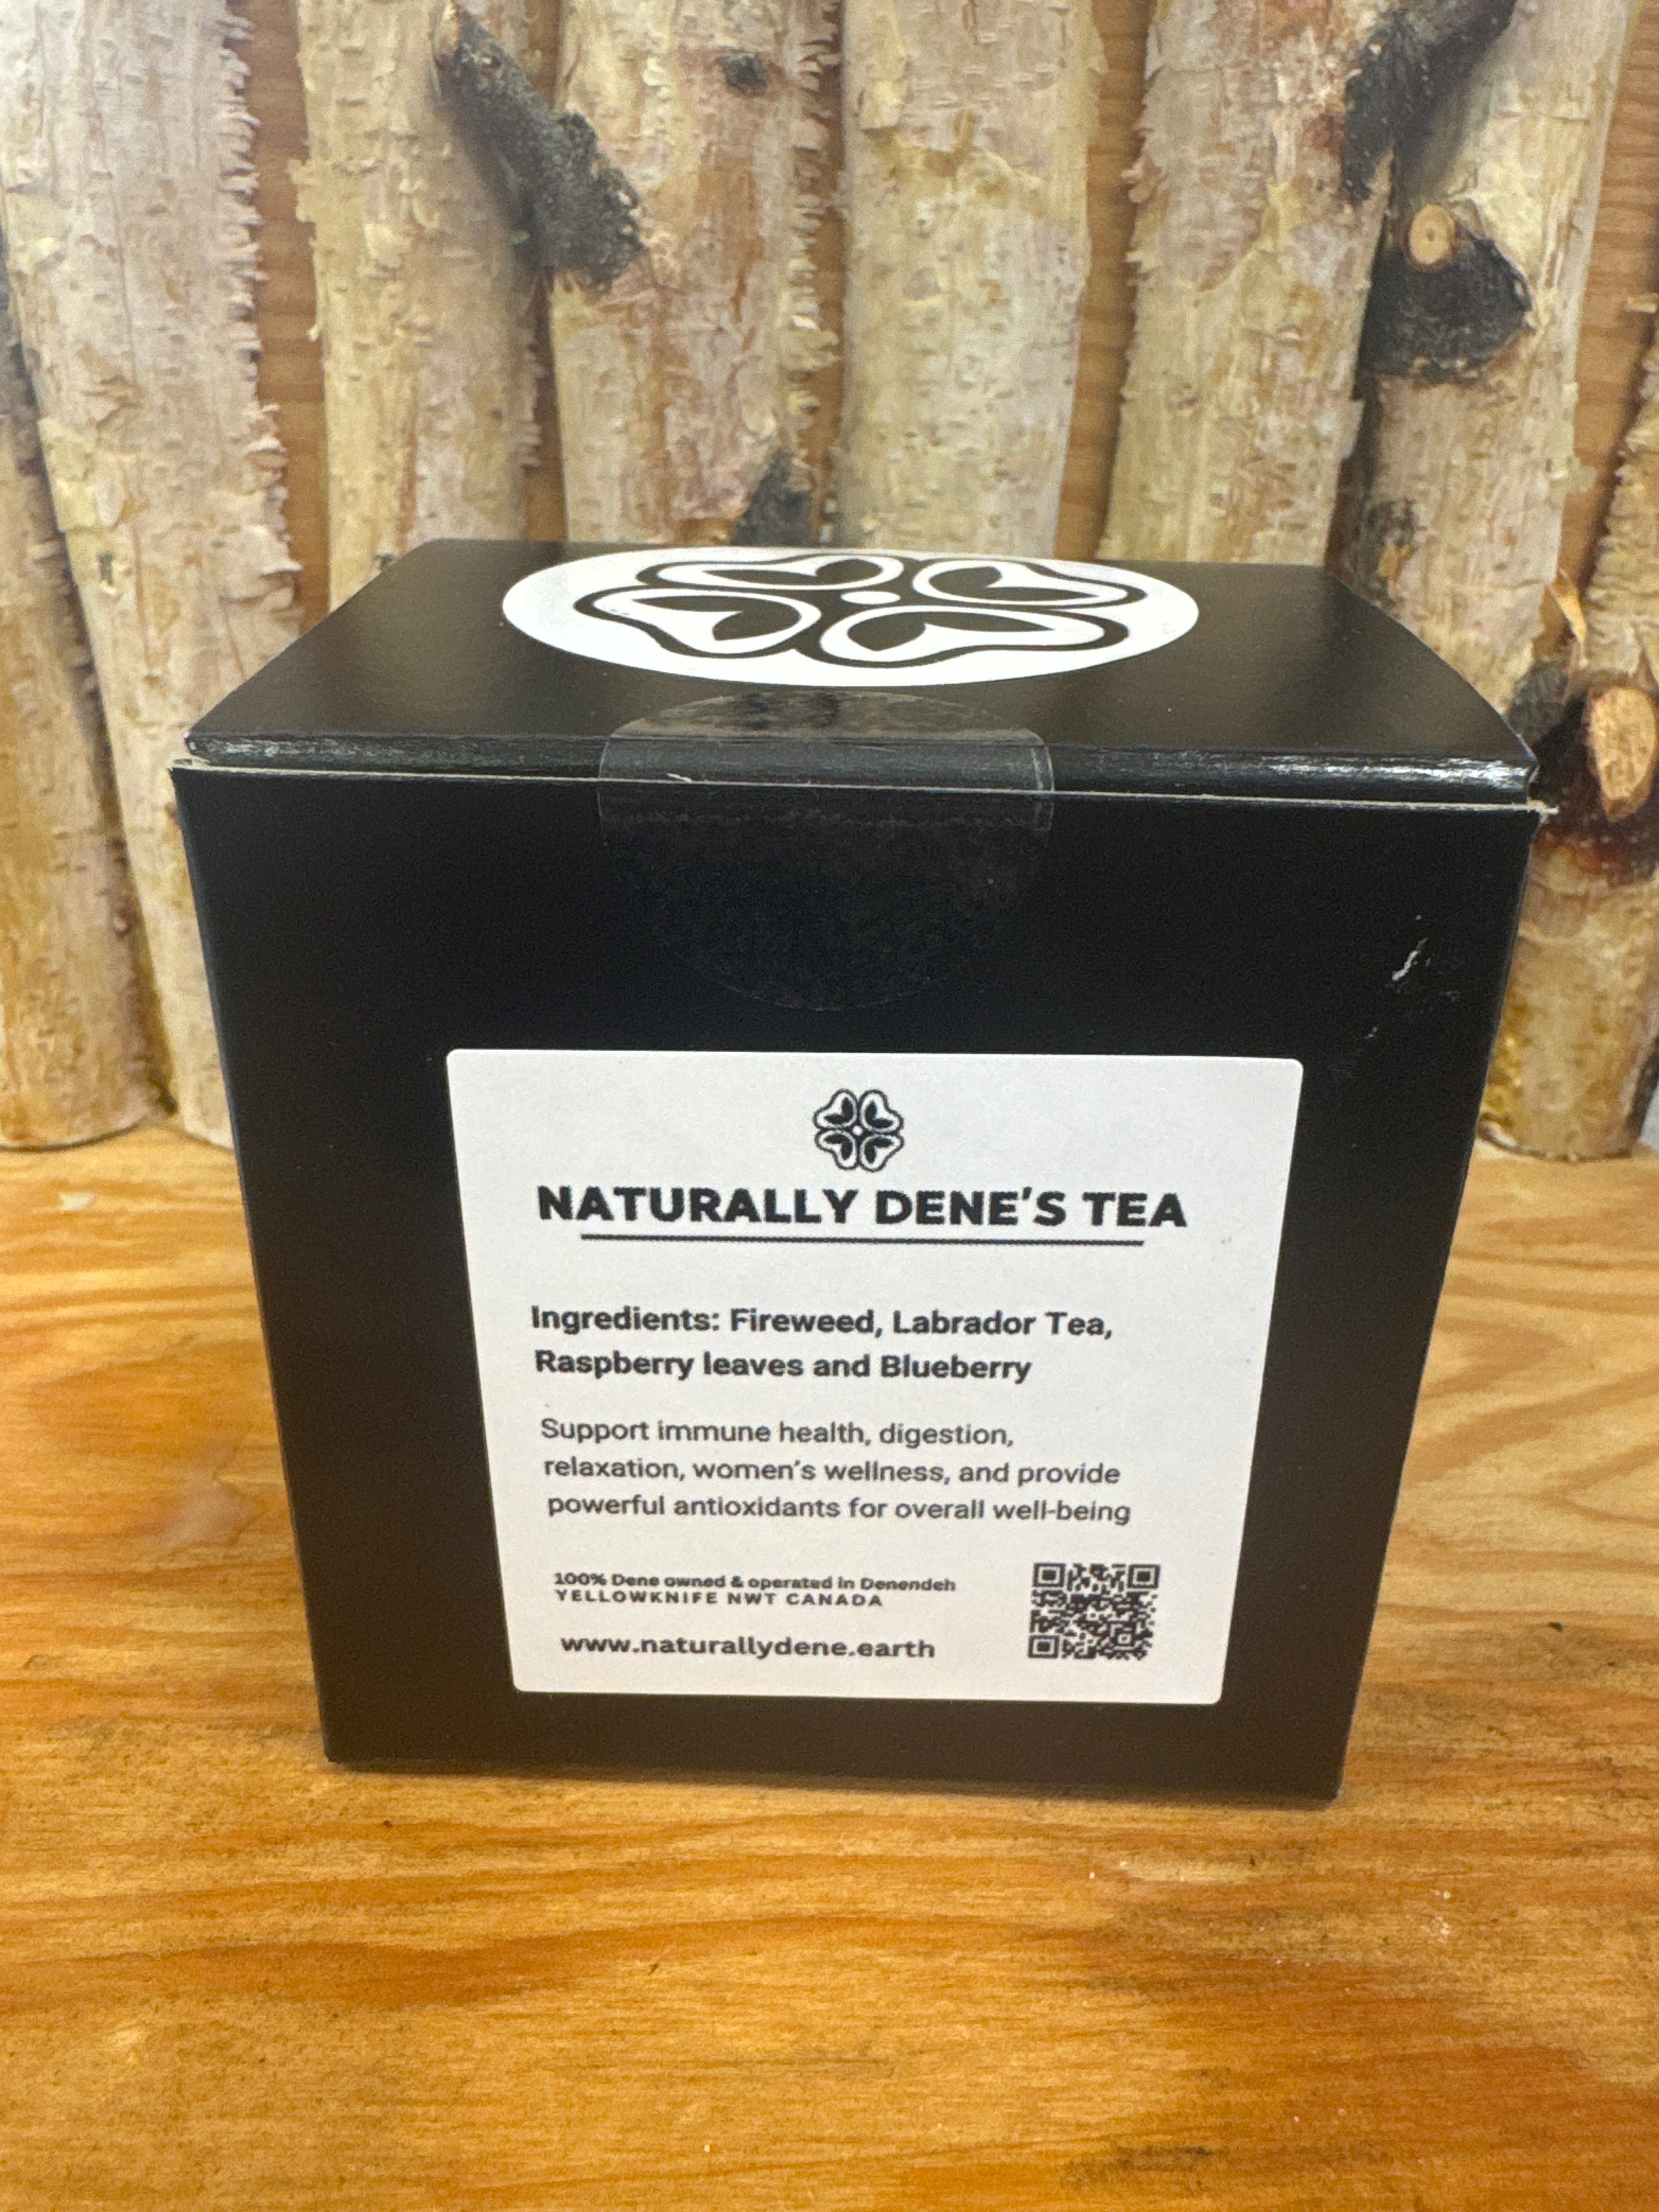 NATURALLY DENE'S TEA
Ingredients: Fireweed, Labrador Tea,
Raspberry leaves and Blueberry
Support immune health, digestion,
relaxation, women's wellness, and provide
powerful antioxidants for overall well-being
100% Dene owned & operated in Denendeh
YELLOWKNIFE NWT CANADA
www.naturallydene.earth